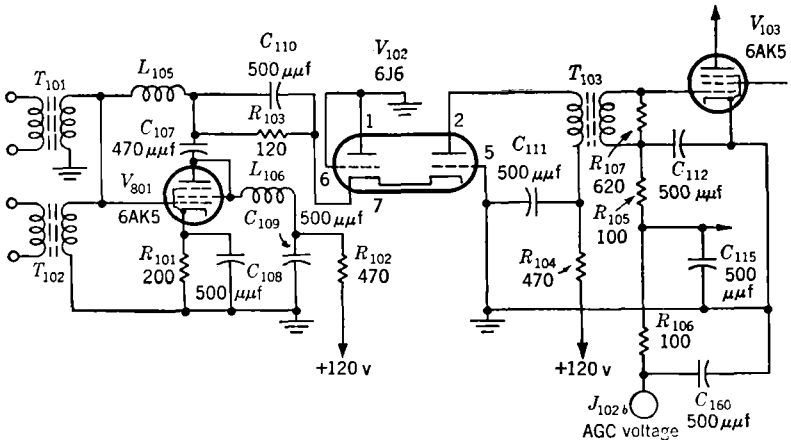 T101
L105
C110
500 μμf
R103
120
C107
470 μμf
V801
6AK5
T102
L106
C109
500 μμf
R101
200
C108
500 μμf
R102
470
+120 v
V102
6J6
1
2
5
6
7
C111
500 μμf
R104
470
+120 v
T103
V103
6AK5
R107
620
C112
500 μμf
R105
100
C115
500
μμf
R106
100
C160
500 μμf
J102b
AGC voltage